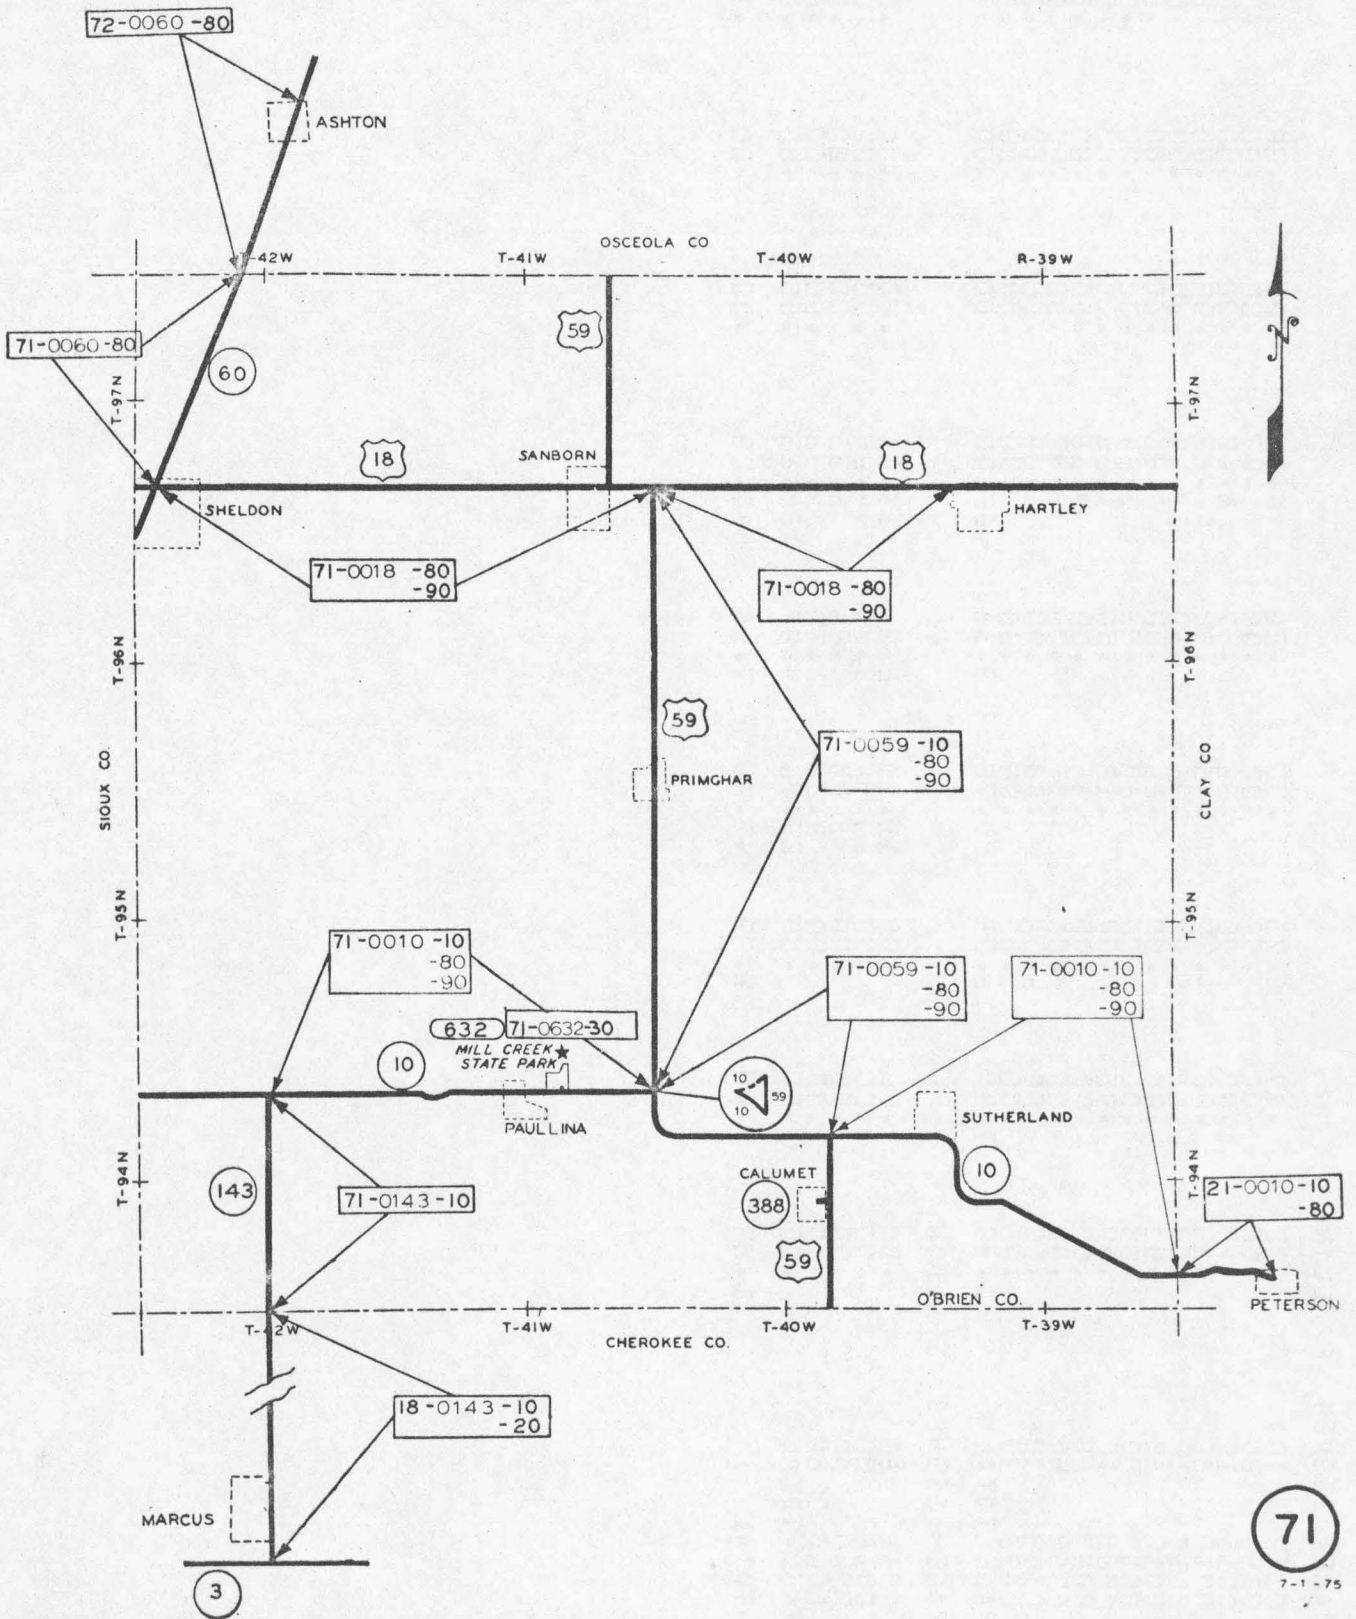 72-0060-80
ASHTON
OSCEOLA CO
-42W
T-41W
T-40W
R-39W
59
71-0060-80
60
T-97N
T-97N
N
SANBORN
18
18
SHELDON
HARTLEY
71-0018 -80
-90
71-0018 -80
-90
T-96N
T-96N
59
71-0059-10
-80
-90
PRIMGHAR
SIOUX CO.
CLAY CO
T-95N
T-95N
71-0010-10
-80
-90
71-0059-10
-80
-90
71-0010-10
-80
-90
632
71-0632-30
MILL CREEK
STATE PARK
10
10
10
59
SUTHERLAND
PAULLINA
T-94N
T-94N
143
71-0143-10
CALUMET
388
10
21-0010-10
-80
59
O'BRIEN CO.
PETERSON
T-42W
T-41W
T-40W
T-39W
CHEROKEE CO.
18-0143-10
-20
MARCUS
3
71
7-1-75